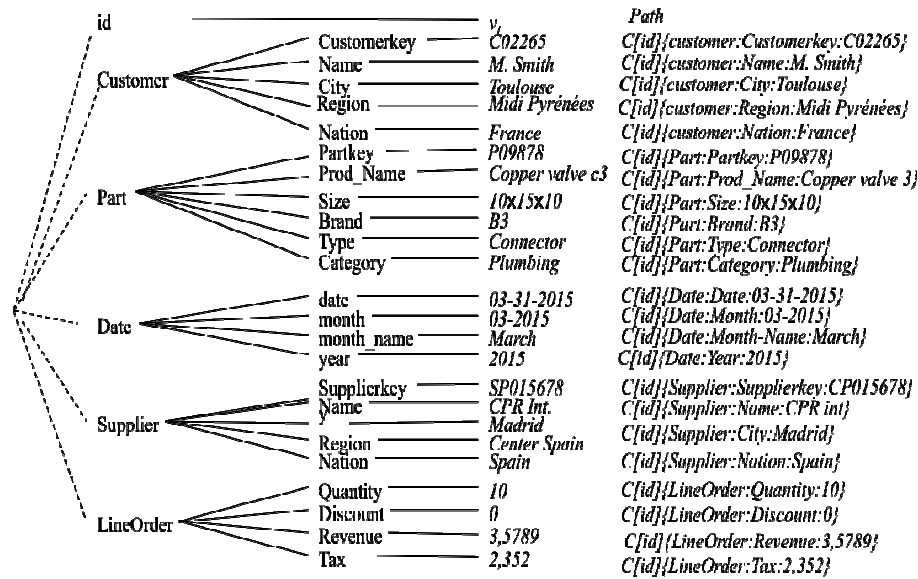 Path
id v_i
Customerkey C02265 C[id]{customer:Customerkey:C02265}
Name M. Smith C[id]{customer:Name:M. Smith}
Customer
City Toulouse C[id]{customer:City:Toulouse}
Region Midi Pyrénées C[id]{customer:Region:Midi Pyrénées}
Nation France C[id]{customer:Nation:France}
Partkey P09878 C[id]{Part:Partkey:P09878}
Prod_Name Copper valve c3 C[id]{Part:Prod_Name:Copper valve 3}
Part Size 10x15x10 C[id]{Part:Size:10x15x10}
Brand B3 C[id]{Part:Brand:B3}
Type Connector C[id]{Part:Type:Connector}
Category Plumbing C[id]{Part:Category:Plumbing}
date 03-31-2015 C[id]{Date:Date:03-31-2015}
month 03-2015 C[id]{Date:Month:03-2015}
Date month_name March C[id]{Date:Month-Name:March}
year 2015 C[id]{Date:Year:2015}
Supplierkey SP015678 C[id]{Supplier:Supplierkey:CP015678}
Name CPR Int. C[id]{Supplier:Name:CPR int}
Supplier y Madrid C[id]{Supplier:City:Madrid}
Region Center Spain
Nation Spain C[id]{Supplier:Nation:Spain}
Quantity 10 C[id]{LineOrder:Quantity:10}
Discount 0 C[id]{LineOrder:Discount:0}
LineOrder Revenue 3,5789 C[id]{LineOrder:Revenue:3,5789}
Tax 2,352 C[id]{LineOrder:Tax:2,352}